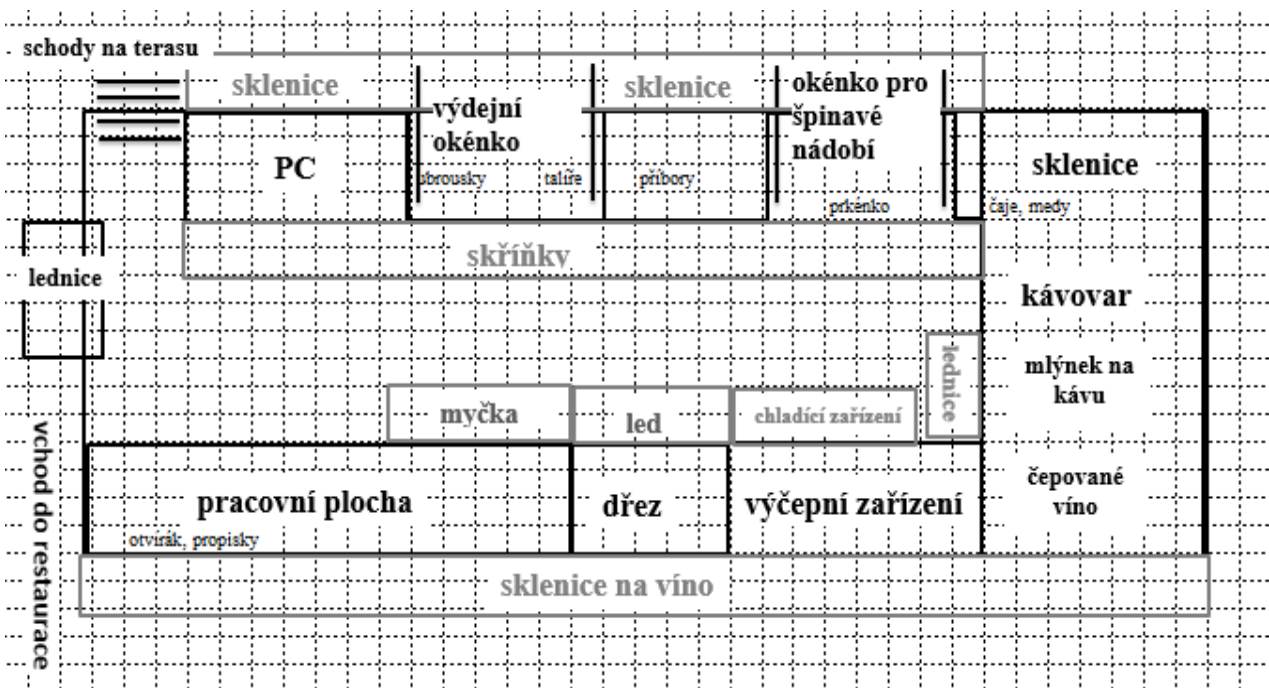 schody na terasu
sklenice
výdejní
okénko
sklenice
okénko pro
špinavé
nádobí
PC
ubrousky
talíře
příbory
prkénko
sklenice
čaje, medy
skříňky
lednice
kávovar
lednice
mlýnek na
kávu
myčka
led
chladící zařízení
pracovní plocha
otvírák, propisky
dřez
výčepní zařízení
čepované
víno
sklenice na víno
vchod do restaurace